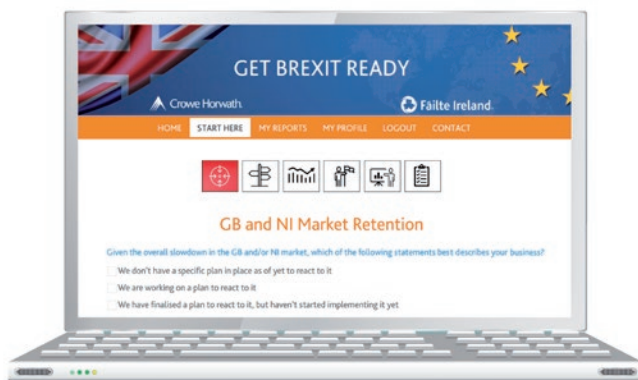 GET BREXIT READY
Crowe Horwath.
Fáilte Ireland
HOME START HERE MY REPORTS MY PROFILE LOGOUT CONTACT
GB and NI Market Retention
Given the overall slowdown in the GB and/or NI market, which of the following statements best describes your business?
We don't have a specific plan in place as of yet to react to it
We are working on a plan to react to it
We have finalised a plan to react to it, but haven't started implementing it yet